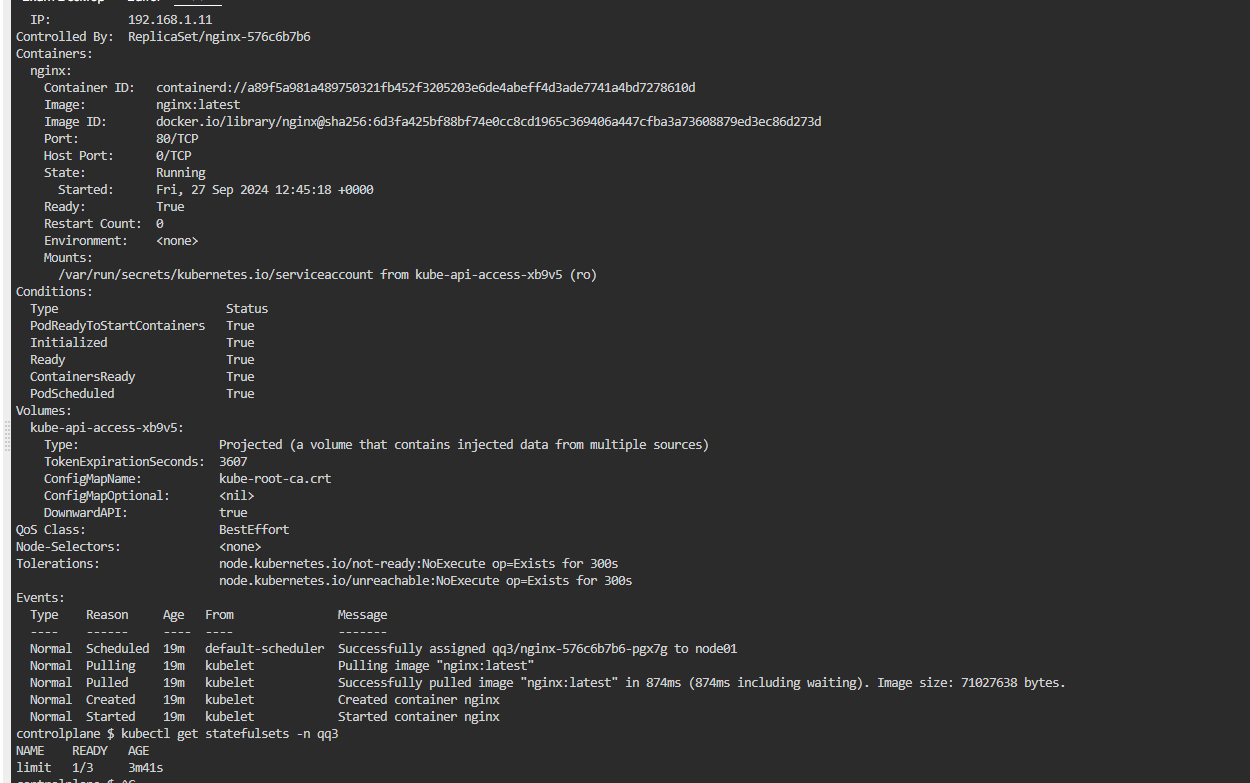 IP: 192.168.1.11
Controlled By: ReplicaSet/nginx-576c6b7b6
Containers:
nginx:
Container ID: containerd://a89f5a981a489750321fb452f3205203e6de4abeff4d3ade7741a4bd7278610d
Image: nginx:latest
Image ID: docker.io/library/nginx@sha256:6d3fa425bf88bf74e0cc8cd1965c369406a447cfba3a73608879ed3ec86d273d
Port: 80/TCP
Host Port: 0/TCP
State: Running
Started: Fri, 27 Sep 2024 12:45:18 +0000
Ready: True
Restart Count: 0
Environment: <none>
Mounts:
/var/run/secrets/kubernetes.io/serviceaccount from kube-api-access-xb9v5 (ro)
Conditions:
Type Status
PodReadyToStartContainers True
Initialized True
Ready True
ContainersReady True
PodScheduled True
Volumes:
kube-api-access-xb9v5:
Type: Projected (a volume that contains injected data from multiple sources)
TokenExpirationSeconds: 3607
ConfigMapName: kube-root-ca.crt
ConfigMapOptional: <nil>
DownwardAPI: true
QoS Class: BestEffort
Node-Selectors: <none>
Tolerations: node.kubernetes.io/not-ready:NoExecute op=Exists for 300s
node.kubernetes.io/unreachable:NoExecute op=Exists for 300s
Events:
Type Reason Age From Message
---- ------ ---- ---- -------
Normal Scheduled 19m default-scheduler Successfully assigned qq3/nginx-576c6b7b6-pgx7g to node01
Normal Pulling 19m kubelet Pulling image "nginx:latest"
Normal Pulled 19m kubelet Successfully pulled image "nginx:latest" in 874ms (874ms including waiting). Image size: 71027638 bytes.
Normal Created 19m kubelet Created container nginx
Normal Started 19m kubelet Started container nginx
controlplane $ kubectl get statefulsets -n qq3
NAME READY AGE
limit 1/3 3m41s